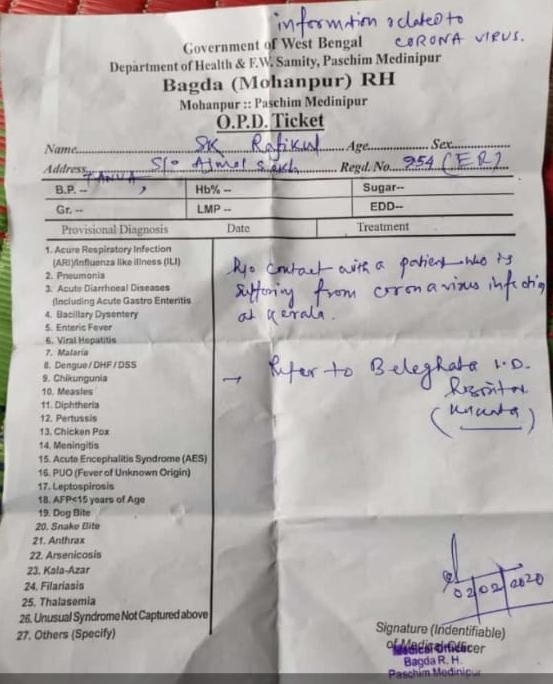 information related to
CORONA VIRUS.
Government of West Bengal
Department of Health & F.W. Samity, Paschim Medinipur
Bagda (Mohanpur) RH
Mohanpur :: Paschim Medinipur
O.P.D. Ticket
Name SK Rafikul Age Sex
Address S/o Ajmol Regd. No. 954 (ER)
TANUA,
B.P. -- Hb% -- Sugar--
Gr. -- LMP -- EDD--
Provisional Diagnosis Date Treatment
1. Acure Respiratory Infection
(ARI)/Influenza like illness (ILI)
2. Pneumonia
3. Acute Diarrhoeal Diseases
(Including Acute Gastro Enteritis
4. Bacillary Dysentery
5. Enteric Fever
6. Viral Hepatitis
7. Malaria
8. Dengue/DHF/DSS
9. Chikungunia
10. Measles
11. Diphtheria
12. Pertussis
13. Chicken Pox
14. Meningitis
15. Acute Encephalitis Syndrome (AES)
16. PUO (Fever of Unknown Origin)
17. Leptospirosis
18. AFP<15 years of Age
19. Dog Bite
20. Snake Bite
21. Anthrax
22. Arsenicosis
23. Kala-Azar
24. Filariasis
25. Thalasemia
26. Unusual Syndrome Not Captured above
27. Others (Specify)
H/o contact with a patient who is
suffering from corona virus infection
at Kerala.
→ Refer to Beleghata I.D.
Hospital
(Kolkata)
02/02/2020
Signature (Indentifiable)
of Medical Officer
Medical Officer
Bagda R. H.
Paschim Medinipur